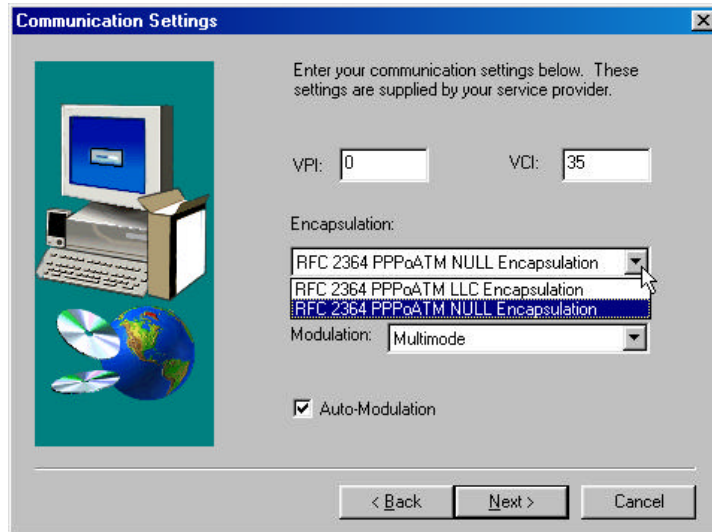 Communication Settings
Enter your communication settings below. These
settings are supplied by your service provider.
VPI: 0 VCI: 35
Encapsulation:
RFC 2364 PPPoATM NULL Encapsulation
RFC 2364 PPPoATM LLC Encapsulation
RFC 2364 PPPoATM NULL Encapsulation
Modulation: Multimode
Auto-Modulation
< Back Next > Cancel